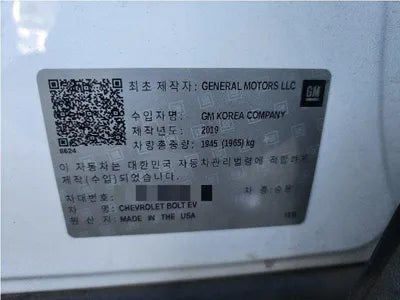 최초 제작자: GENERAL MOTORS LLC
GM
수입자명: GM KOREA COMPANY
제작년도: 2019
차량총중량: 1945 (1965) kg
6624
이 자동차는 대한민국 자동차관리법령에 적합하게
제작(수입)되었습니다.
차대번호:
차종: 승용
차명: CHEVROLET BOLT EV
원산지: MADE IN THE USA